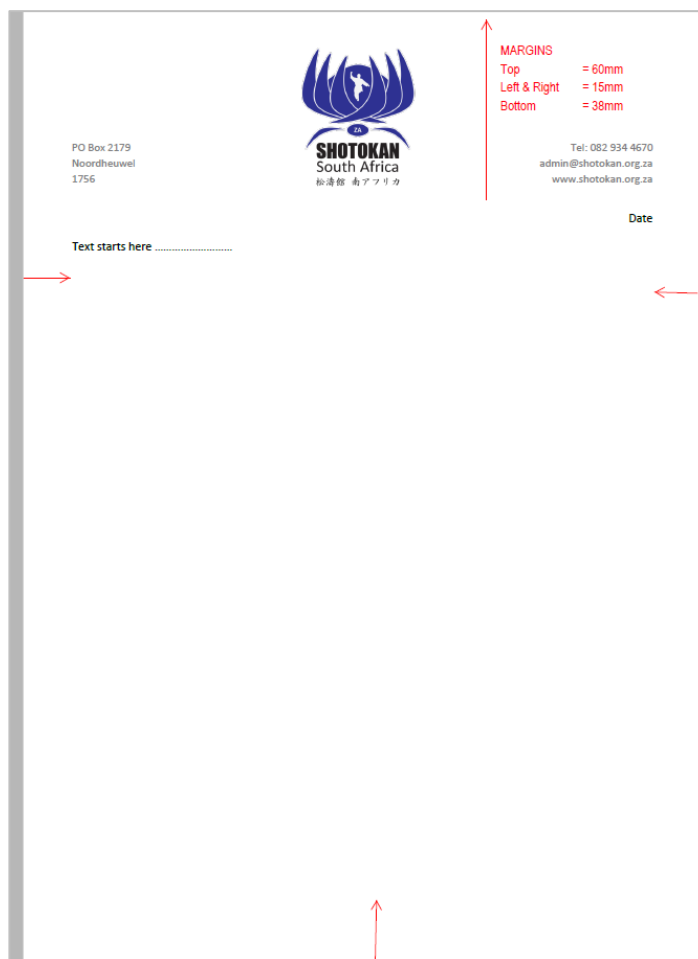 MARGINS
Top = 60mm
Left & Right = 15mm
Bottom = 38mm
ZA
SHOTOKAN
South Africa
松濤館 南アフリカ
PO Box 2179
Noordheuwel
1756
Tel: 082 934 4670
admin@shotokan.org.za
www.shotokan.org.za
Date
Text starts here ...........................